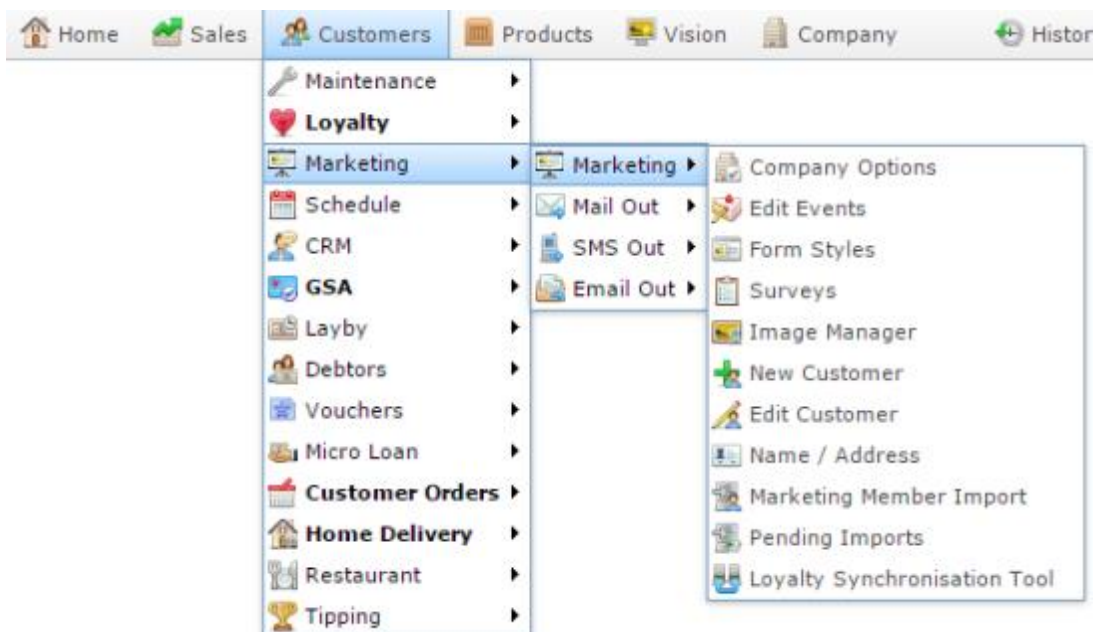 Home Sales Customers Products Vision Company Histor
Maintenance
Loyalty
Marketing
Schedule
CRM
GSA
Layby
Debtors
Vouchers
Micro Loan
Customer Orders
Home Delivery
Restaurant
Tipping
Marketing
Mail Out
SMS Out
Email Out
Company Options
Edit Events
Form Styles
Surveys
Image Manager
New Customer
Edit Customer
Name / Address
Marketing Member Import
Pending Imports
Loyalty Synchronisation Tool